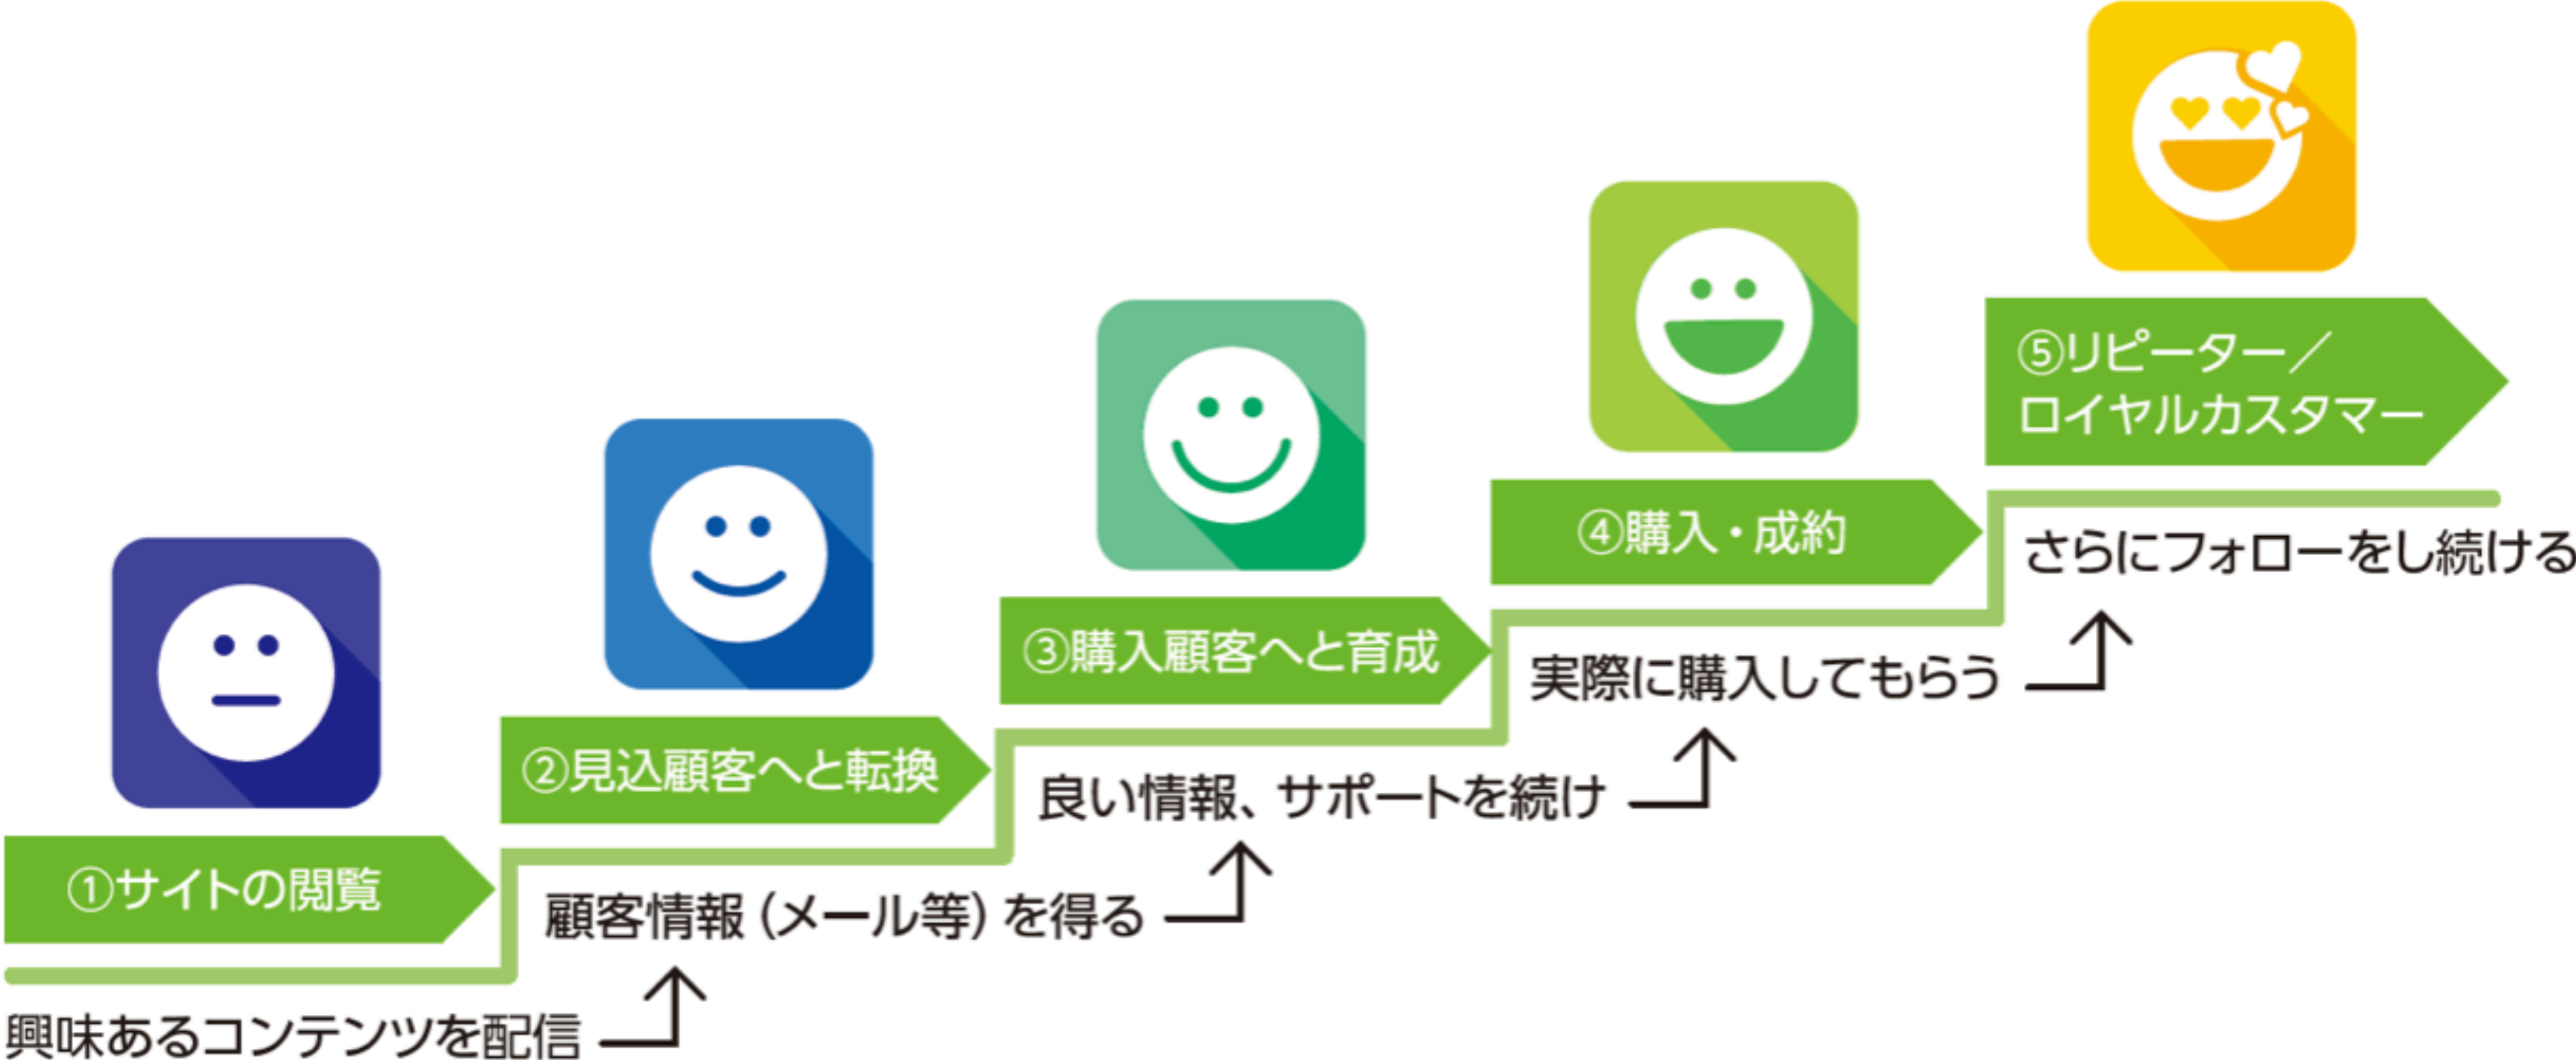 ①サイトの閲覧
興味あるコンテンツを配信
②見込顧客へと転換
顧客情報（メール等）を得る
③購入顧客へと育成
良い情報、サポートを続け
④購入・成約
実際に購入してもらう
⑤リピーター／
ロイヤルカスタマー
さらにフォローをし続ける